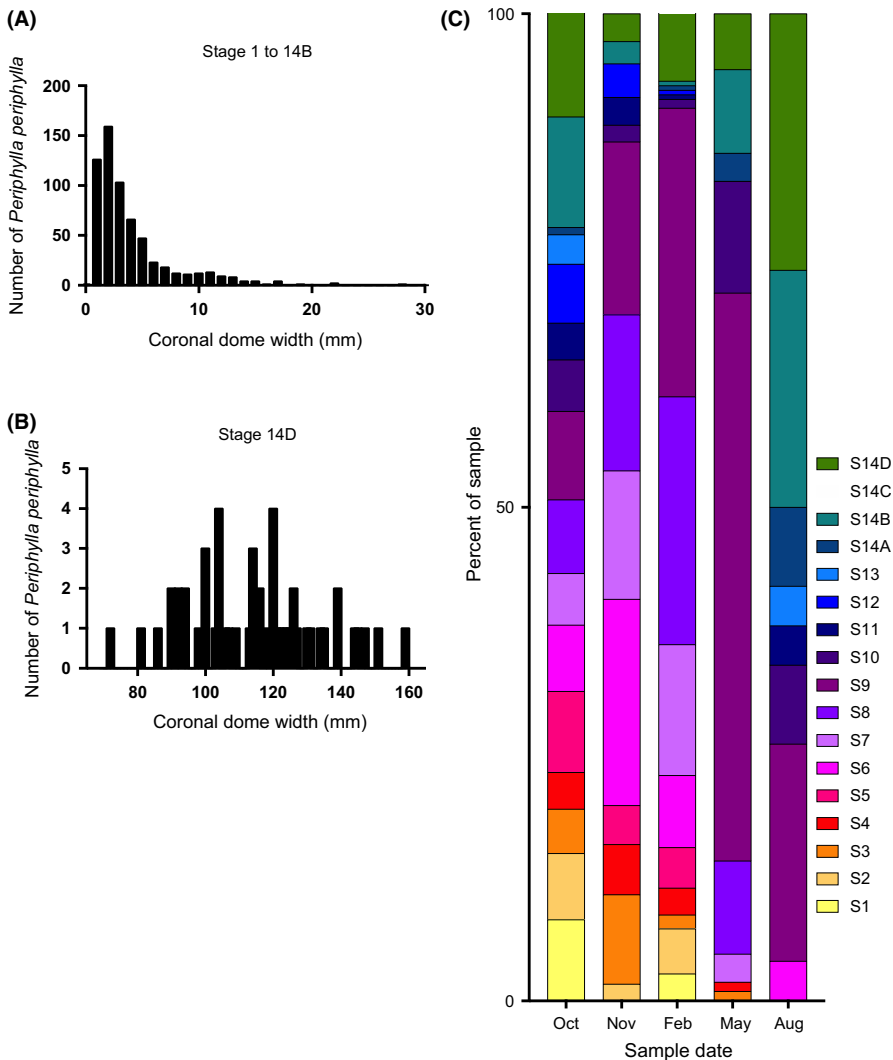 (A)
Stage 1 to 14B
Number of Periphylla periphylla
200
150
100
50
0
0 10 20 30
Coronal dome width (mm)
(B)
Stage 14D
Number of Periphylla periphylla
5
4
3
2
1
0
80 100 120 140 160
Coronal dome width (mm)
(C)
Percent of sample
100
50
0
Oct Nov Feb May Aug
Sample date
S14D
S14C
S14B
S14A
S13
S12
S11
S10
S9
S8
S7
S6
S5
S4
S3
S2
S1